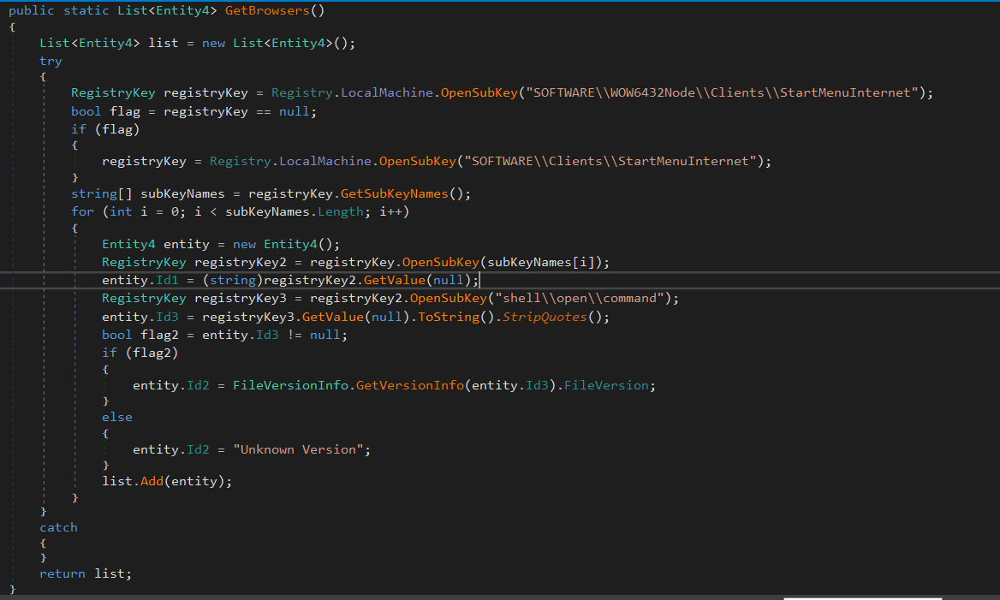 public static List<Entity4> GetBrowsers()
{
List<Entity4> list = new List<Entity4>();
try
{
RegistryKey registryKey = Registry.LocalMachine.OpenSubKey("SOFTWARE\\WOW6432Node\\Clients\\StartMenuInternet");
bool flag = registryKey == null;
if (flag)
{
registryKey = Registry.LocalMachine.OpenSubKey("SOFTWARE\\Clients\\StartMenuInternet");
}
string[] subKeyNames = registryKey.GetSubKeyNames();
for (int i = 0; i < subKeyNames.Length; i++)
{
Entity4 entity = new Entity4();
RegistryKey registryKey2 = registryKey.OpenSubKey(subKeyNames[i]);
entity.Id1 = (string)registryKey2.GetValue(null);
RegistryKey registryKey3 = registryKey2.OpenSubKey("shell\\open\\command");
entity.Id3 = registryKey3.GetValue(null).ToString().StripQuotes();
bool flag2 = entity.Id3 != null;
if (flag2)
{
entity.Id2 = FileVersionInfo.GetVersionInfo(entity.Id3).FileVersion;
}
else
{
entity.Id2 = "Unknown Version";
}
list.Add(entity);
}
}
catch
{
}
return list;
}